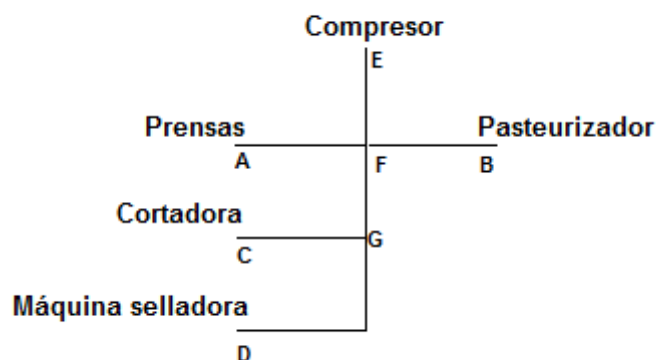 Compresor
E
Prensas
Pasteurizador
A
F
B
Cortadora
C
G
Máquina selladora
D